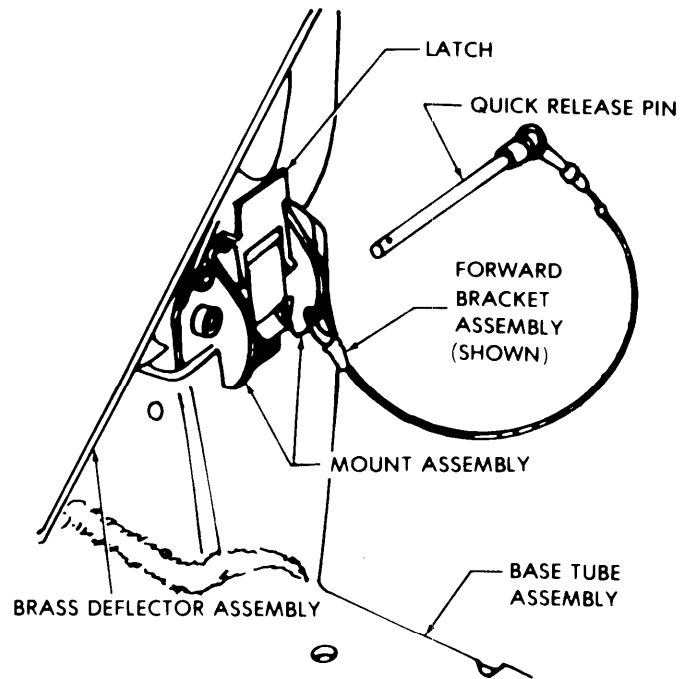 LATCH
QUICK RELEASE PIN
FORWARD
BRACKET
ASSEMBLY
(SHOWN)
MOUNT ASSEMBLY
BASE TUBE
ASSEMBLY
BRASS DEFLECTOR ASSEMBLY